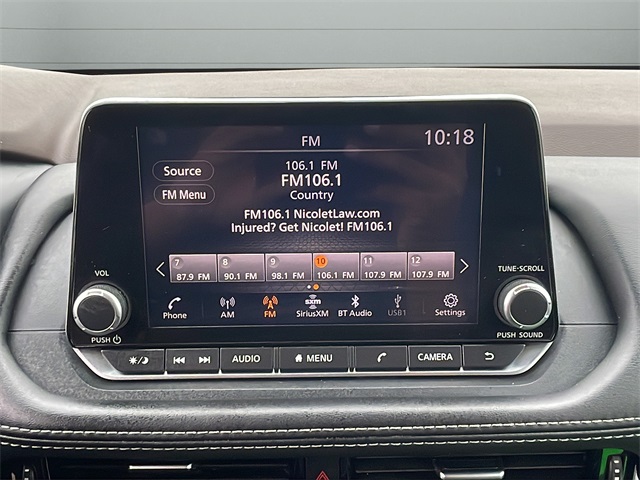 FM
10:18
Source
106.1 FM
FM106.1
Country
FM Menu
FM106.1 NicoletLaw.com
Injured? Get Nicolet! FM106.1
7 8 9 10 11 12
87.9 FM 90.1 FM 98.1 FM 106.1 FM 107.9 FM 107.9 FM
VOL
TUNE·SCROLL
sxm
Phone AM FM SiriusXM BT Audio USB1 Settings
PUSH
PUSH SOUND
AUDIO MENU CAMERA